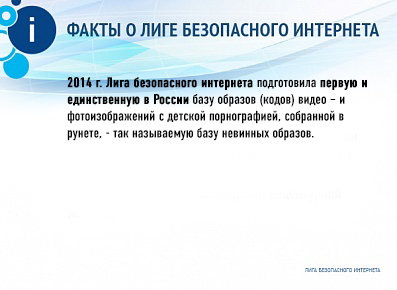 i
ФАКТЫ О ЛИГЕ БЕЗОПАСНОГО ИНТЕРНЕТА
2014 г. Лига безопасного интернета подготовила первую и
единственную в России базу образов (кодов) видео – и
фотоизображений с детской порнографией, собранной в
рунете, - так называемую базу невинных образов.
ЛИГА БЕЗОПАСНОГО ИНТЕРНЕТА